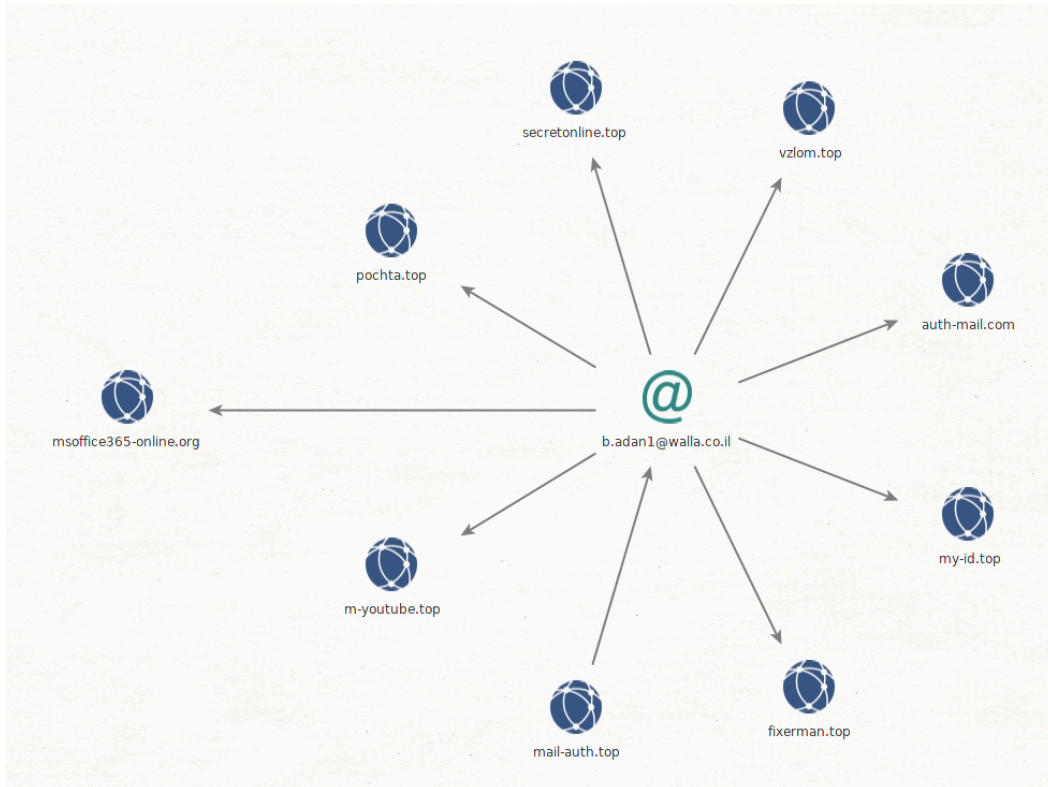 secretonline.top
vzlom.top
pochta.top
auth-mail.com
@
msoffice365-online.org
b.adan1@walla.co.il
my-id.top
m-youtube.top
fixerman.top
mail-auth.top